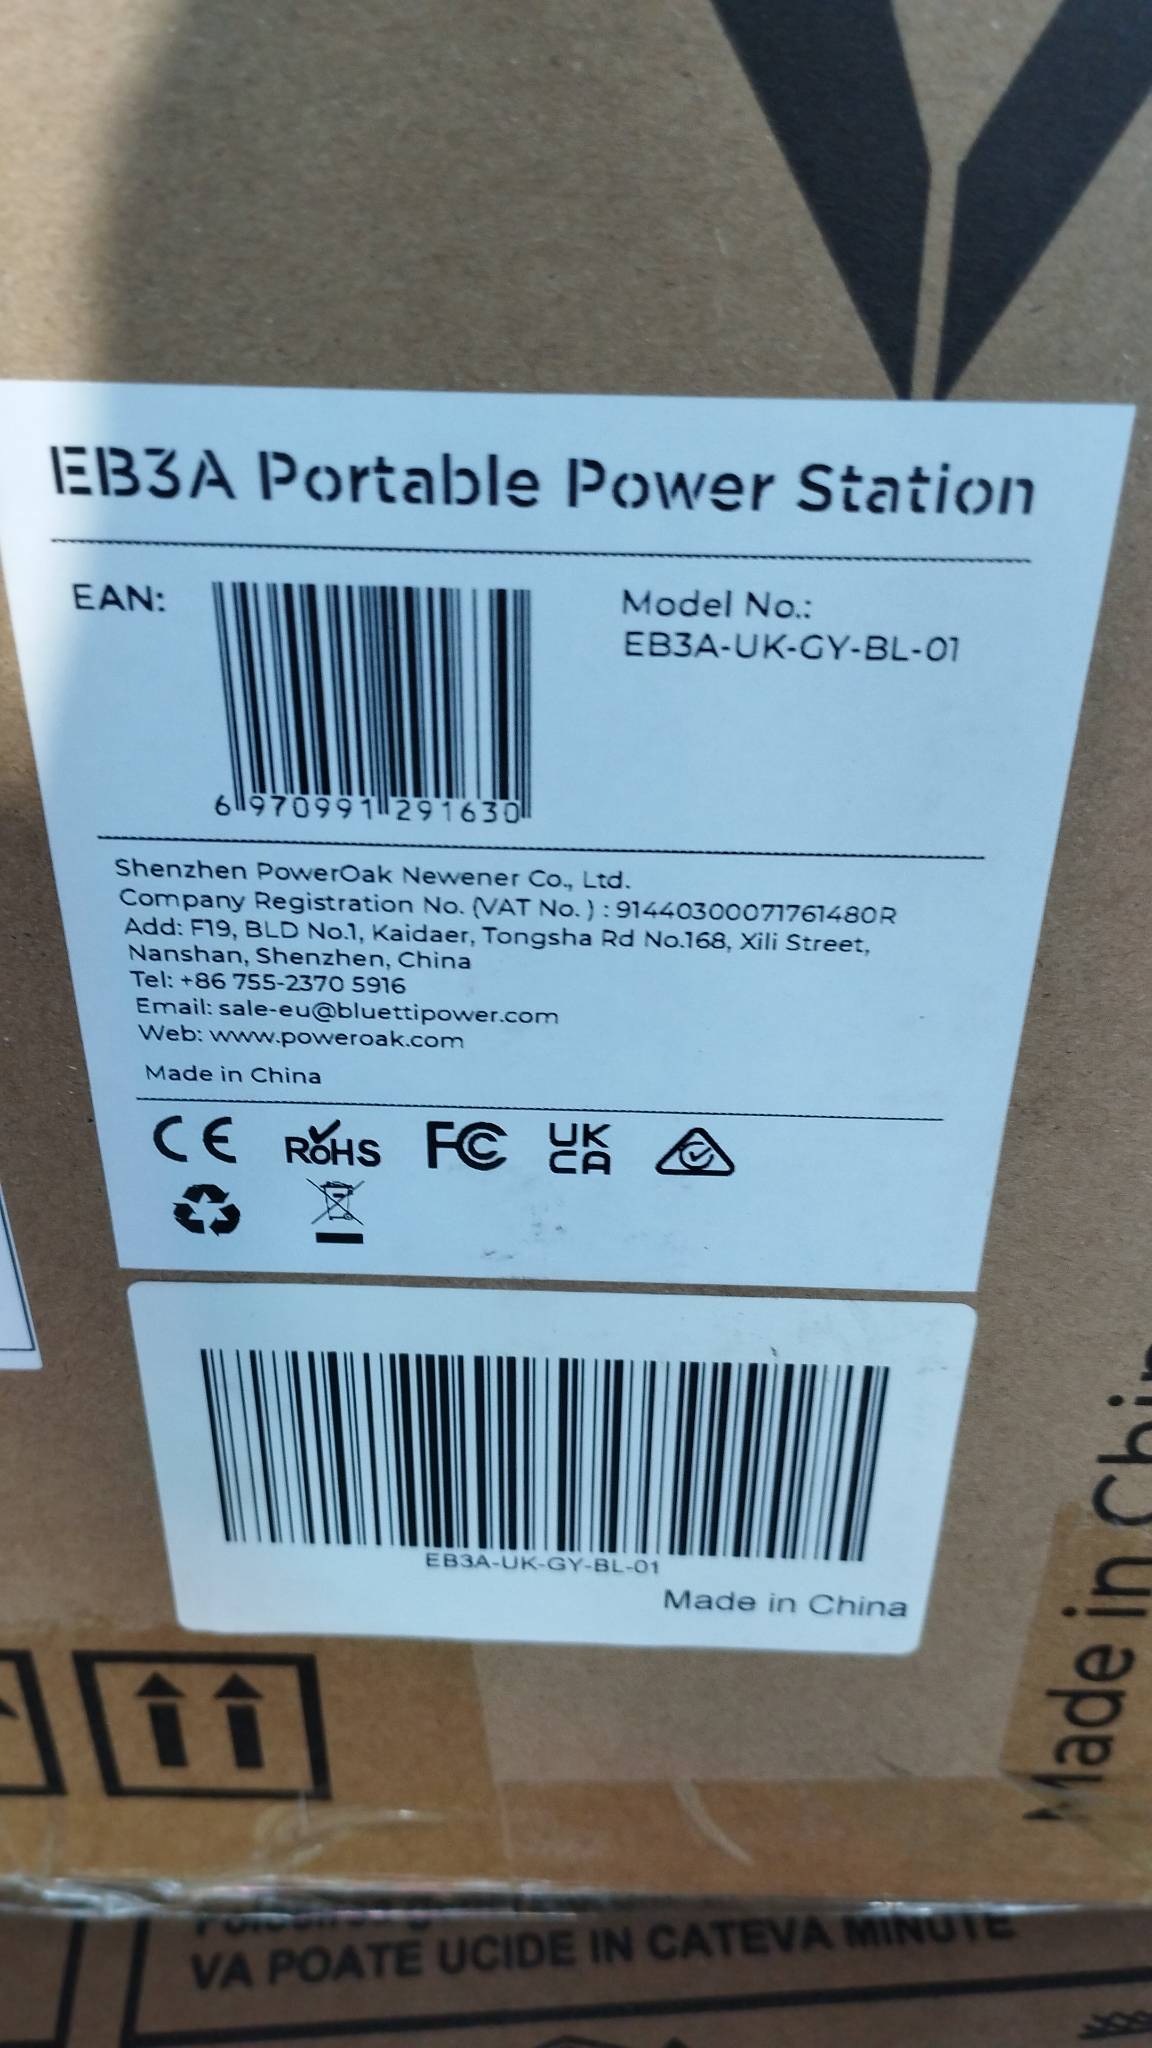 EB3A Portable Power Station
EAN:
Model No.:
EB3A-UK-GY-BL-01
6 970991 291630
Shenzhen PowerOak Newener Co., Ltd.
Company Registration No. (VAT No. ) : 91440300071761480R
Add: F19, BLD No.1, Kaidaer, Tongsha Rd No.168, Xili Street,
Nanshan, Shenzhen, China
Tel: +86 755-2370 5916
Email: sale-eu@bluettipower.com
Web: www.poweroak.com
Made in China
CE RoHS FC UK
CA
EB3A-UK-GY-BL-01
Made in China
Made in China
VA POATE UCIDE IN CATEVA MINUTE